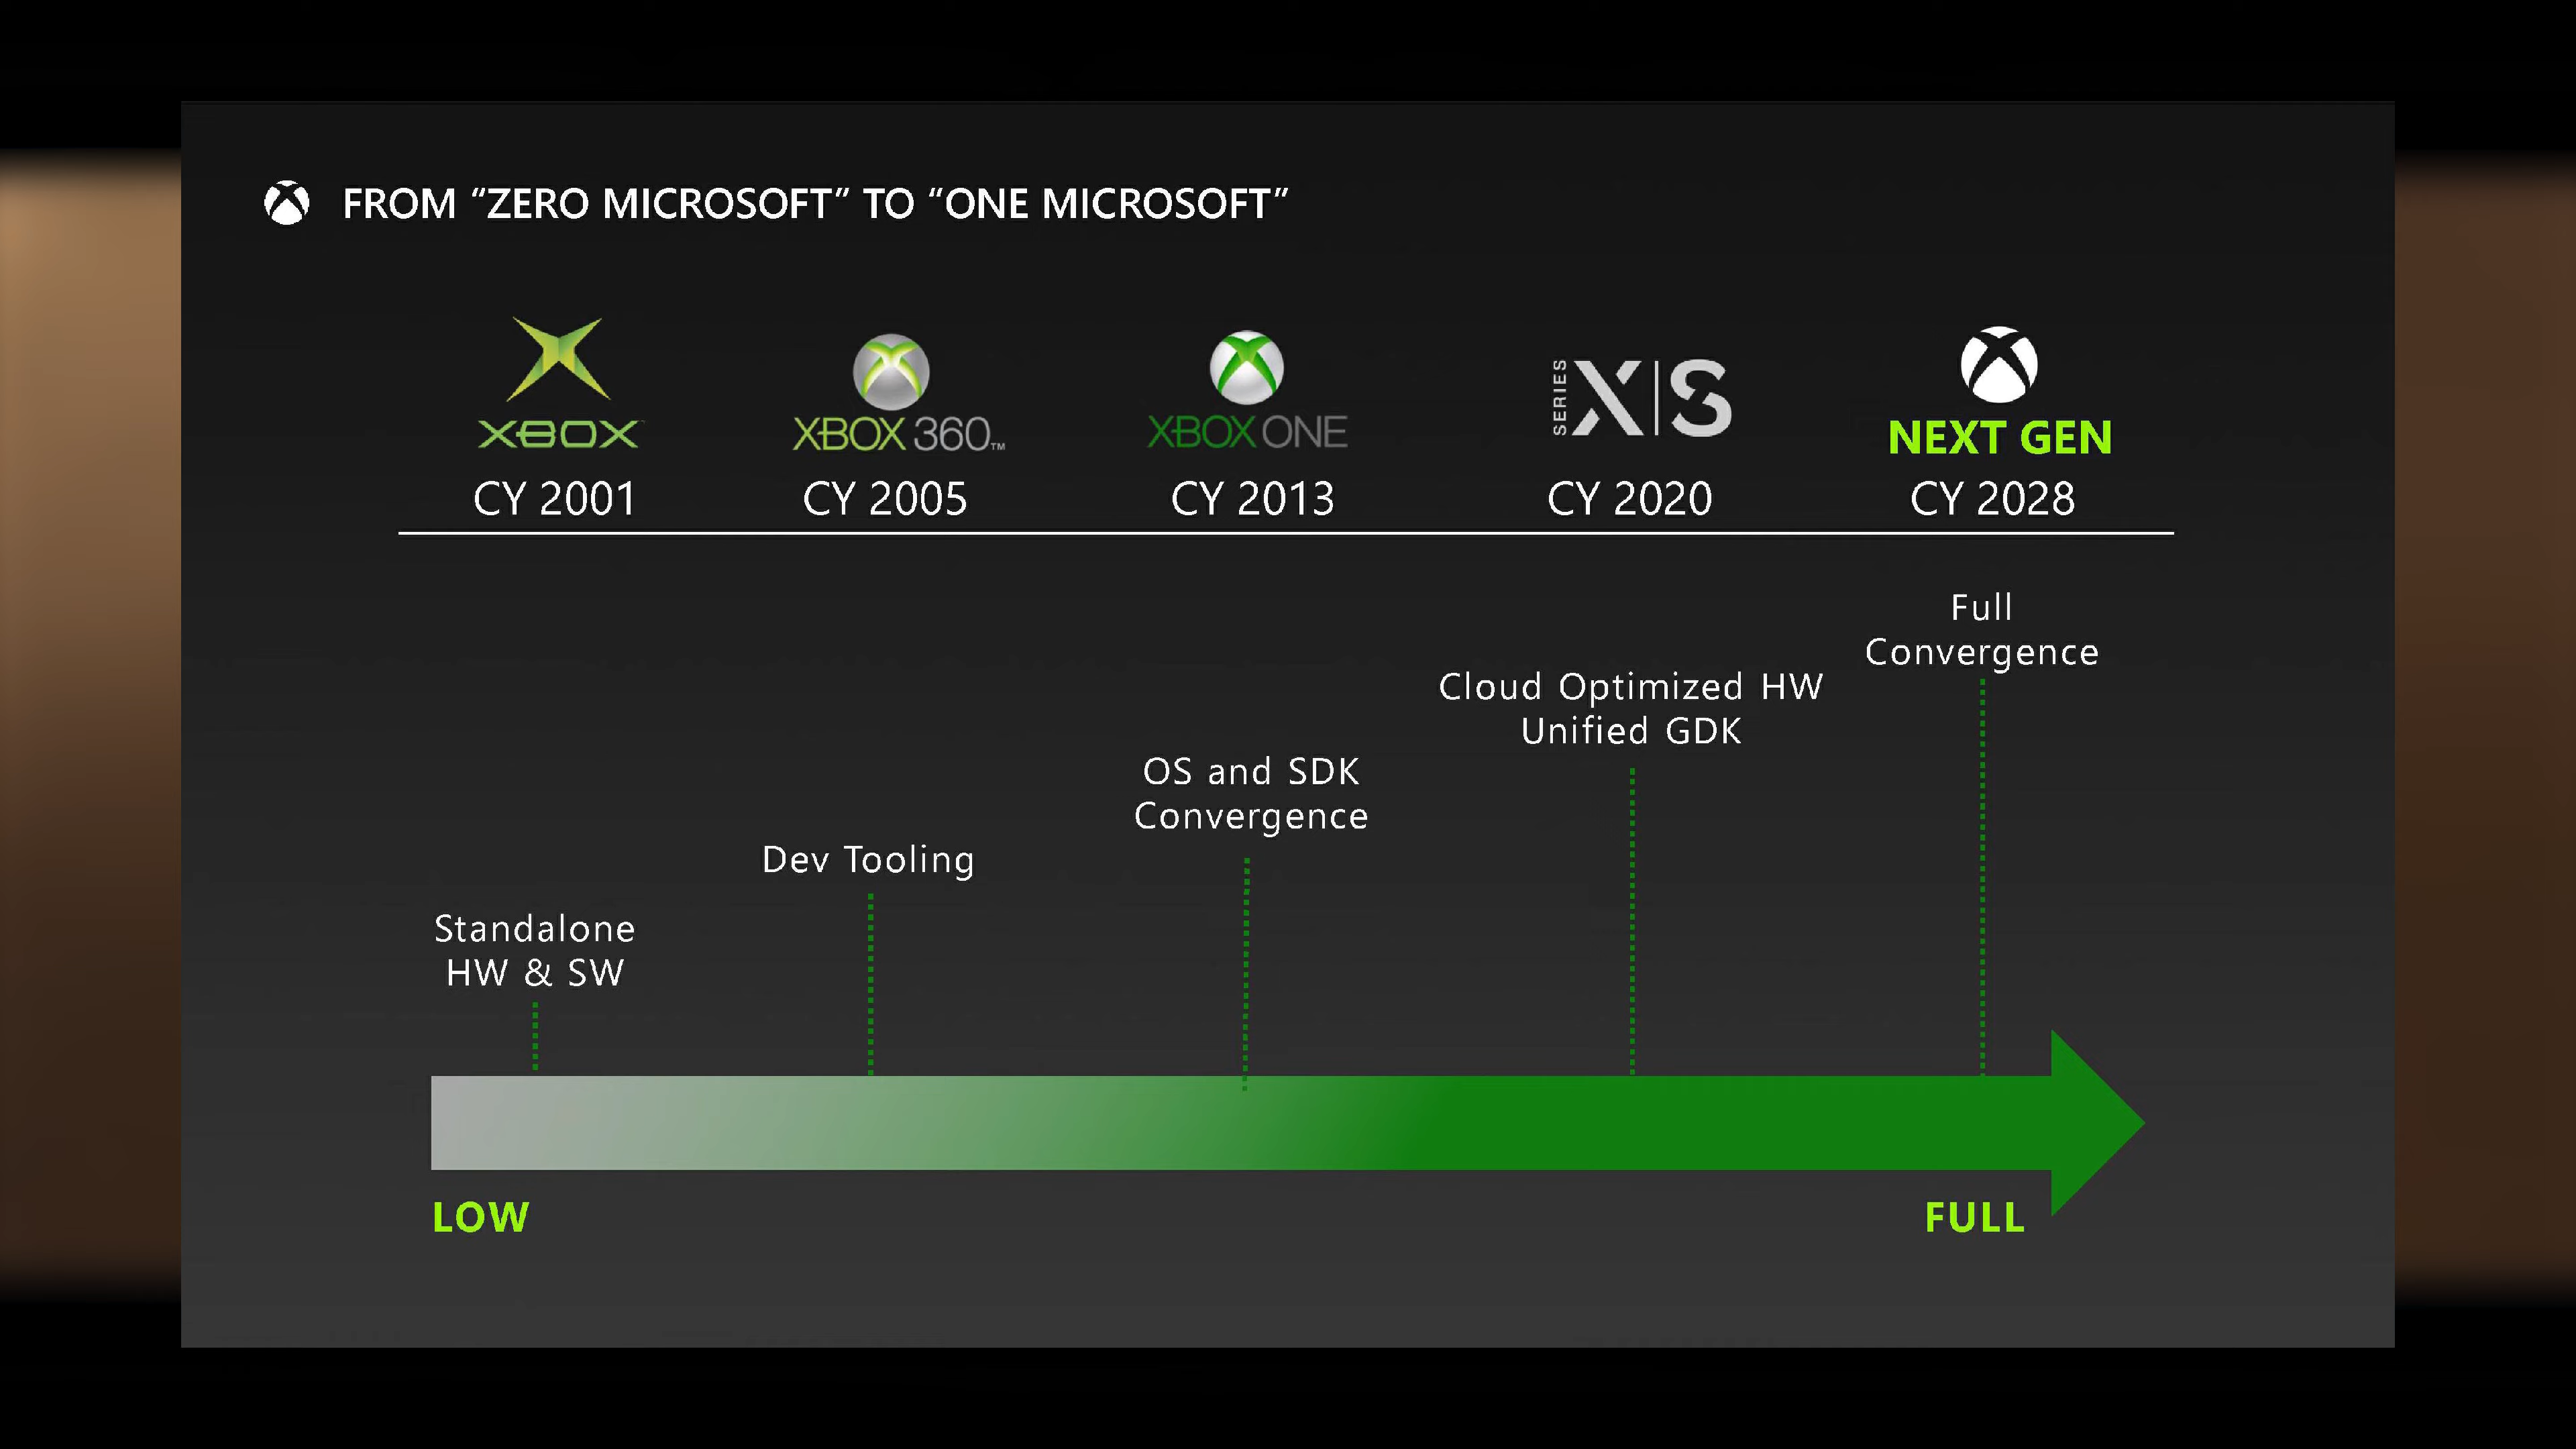 FROM “ZERO MICROSOFT” TO “ONE MICROSOFT”
XBOX
XBOX 360™
XBOX ONE
SERIES X|S
NEXT GEN
CY 2001
CY 2005
CY 2013
CY 2020
CY 2028
Standalone
HW & SW
Dev Tooling
OS and SDK
Convergence
Cloud Optimized HW
Unified GDK
Full
Convergence
LOW
FULL